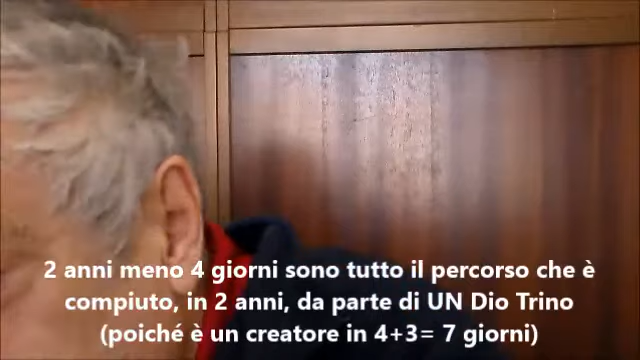 2 anni meno 4 giorni sono tutto il percorso che è
compiuto, in 2 anni, da parte di UN Dio Trino
(poiché è un creatore in 4+3= 7 giorni)